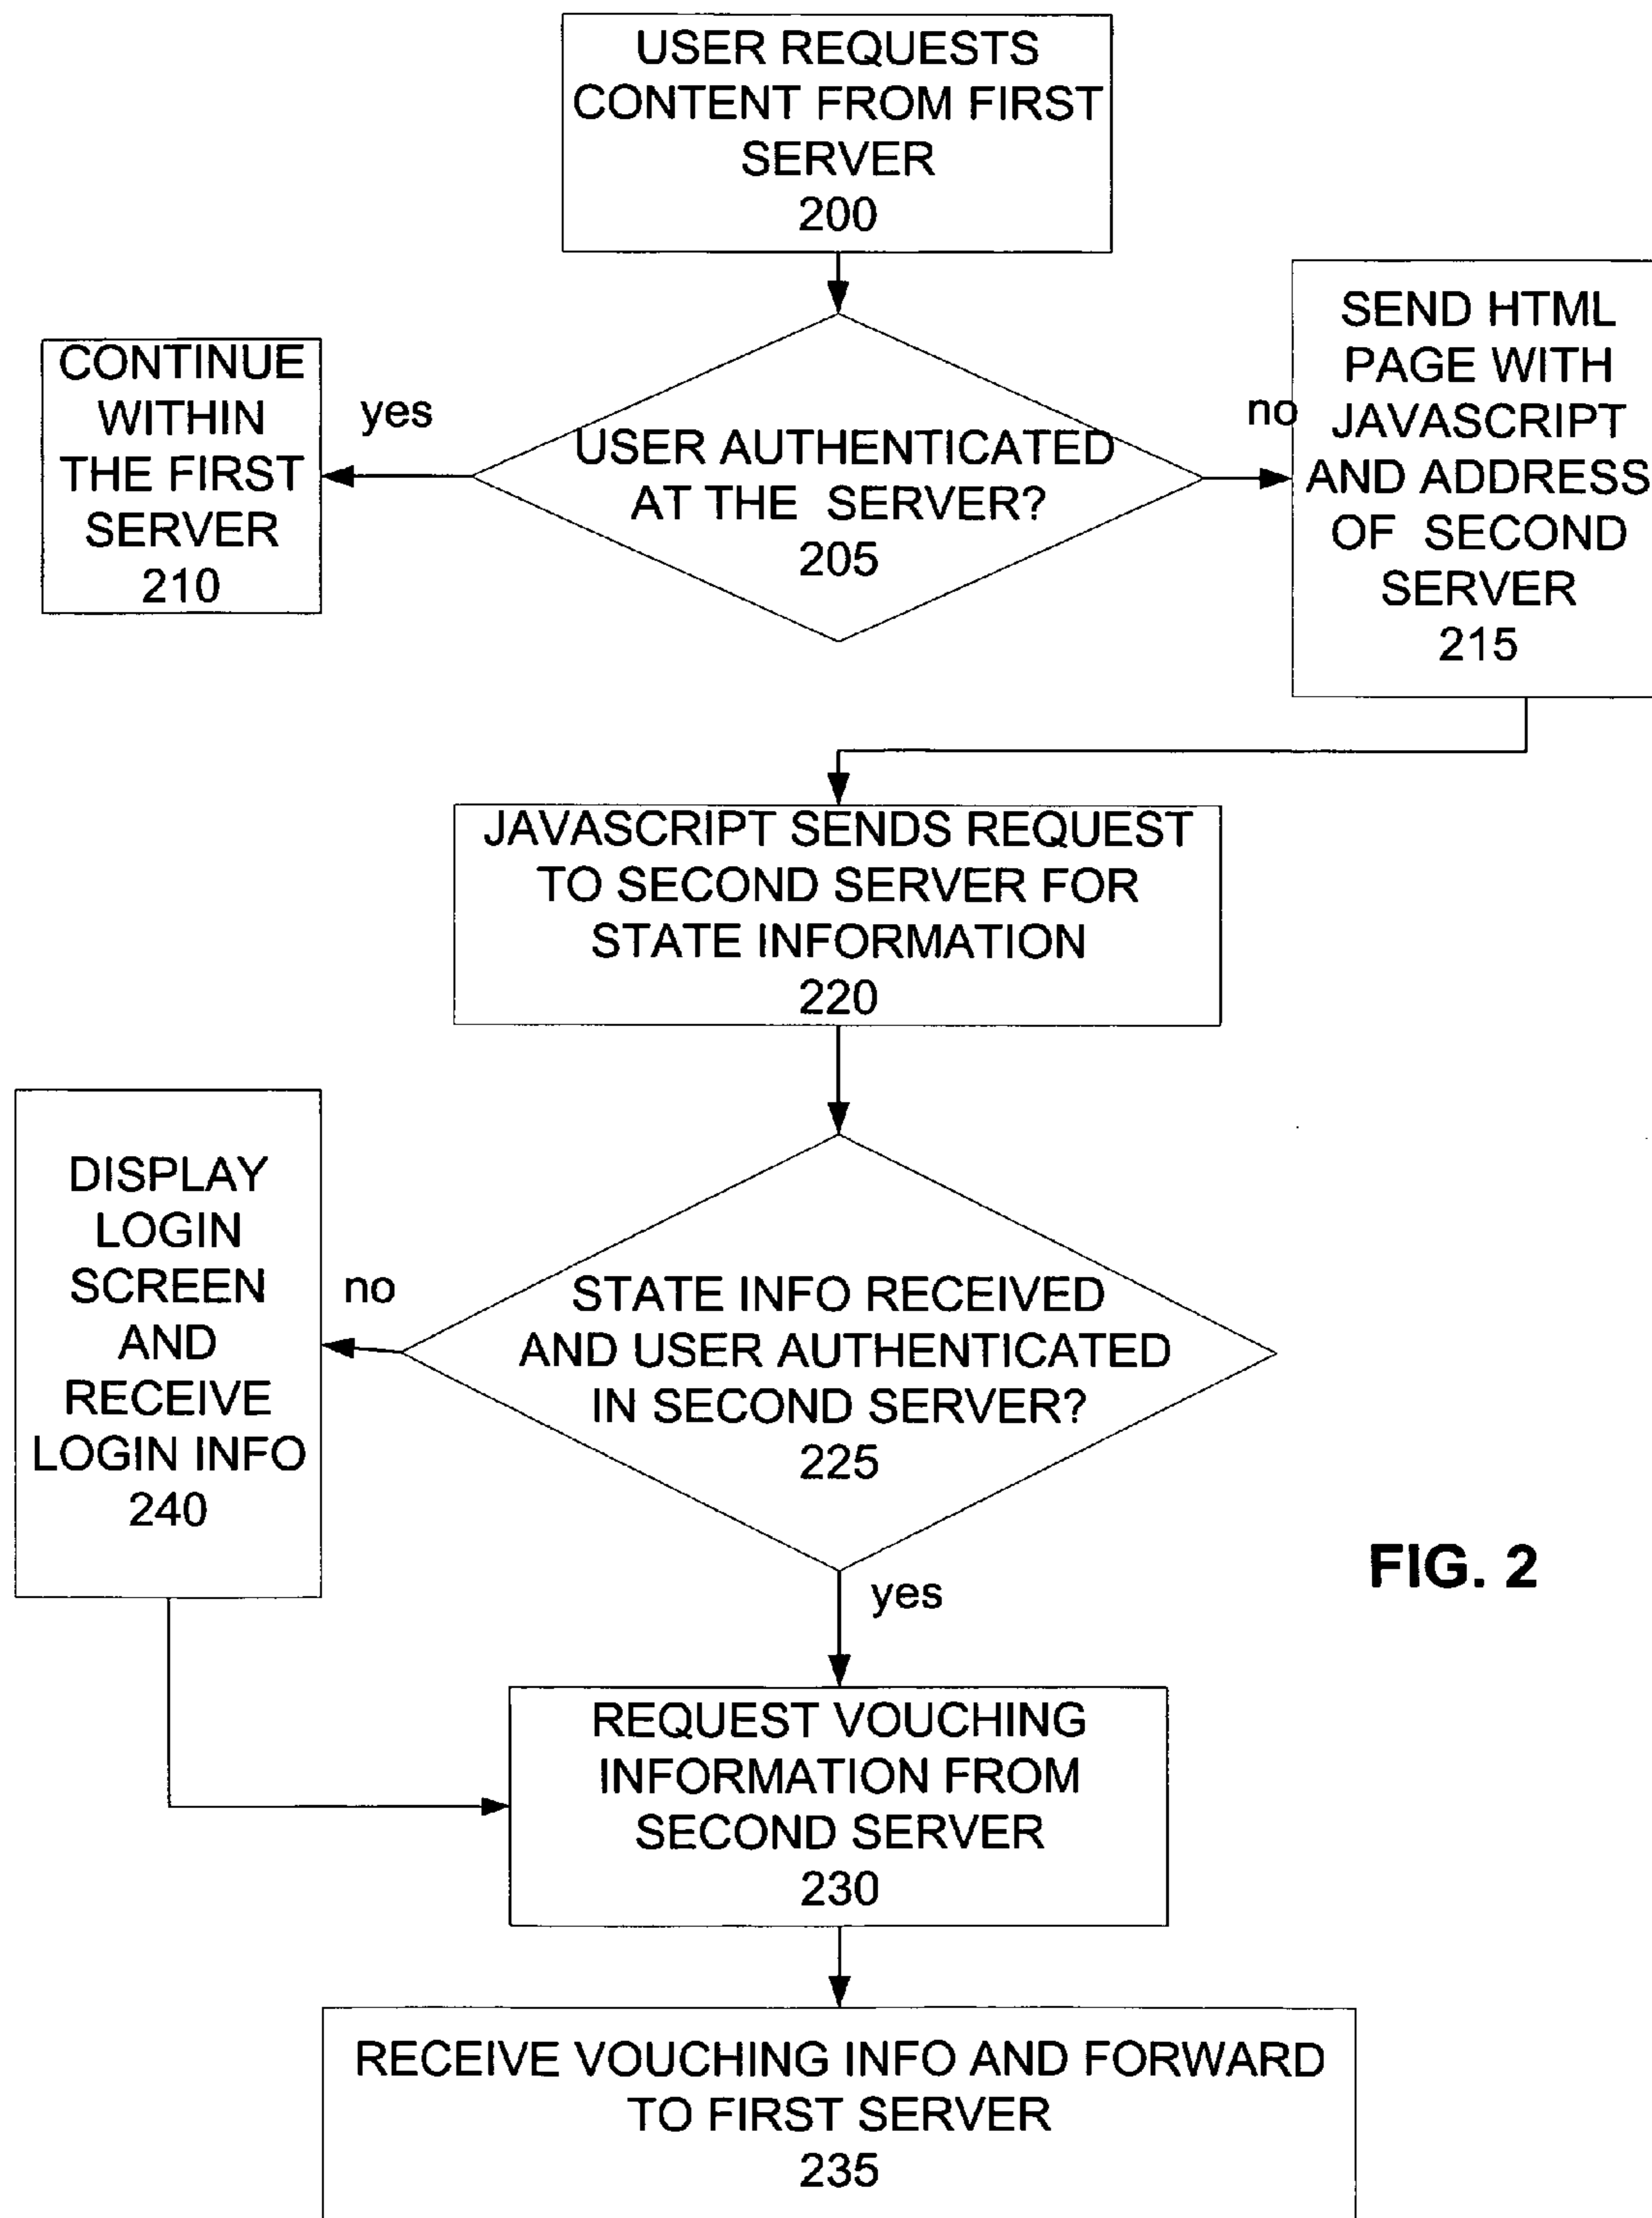 USER REQUESTS
CONTENT FROM FIRST
SERVER
200
CONTINUE
WITHIN
THE FIRST
SERVER
210
yes
USER AUTHENTICATED
AT THE SERVER?
205
no
SEND HTML
PAGE WITH
JAVASCRIPT
AND ADDRESS
OF SECOND
SERVER
215
JAVASCRIPT SENDS REQUEST
TO SECOND SERVER FOR
STATE INFORMATION
220
DISPLAY
LOGIN
SCREEN
AND
RECEIVE
LOGIN INFO
240
no
STATE INFO RECEIVED
AND USER AUTHENTICATED
IN SECOND SERVER?
225
yes
FIG. 2
REQUEST VOUCHING
INFORMATION FROM
SECOND SERVER
230
RECEIVE VOUCHING INFO AND FORWARD
TO FIRST SERVER
235